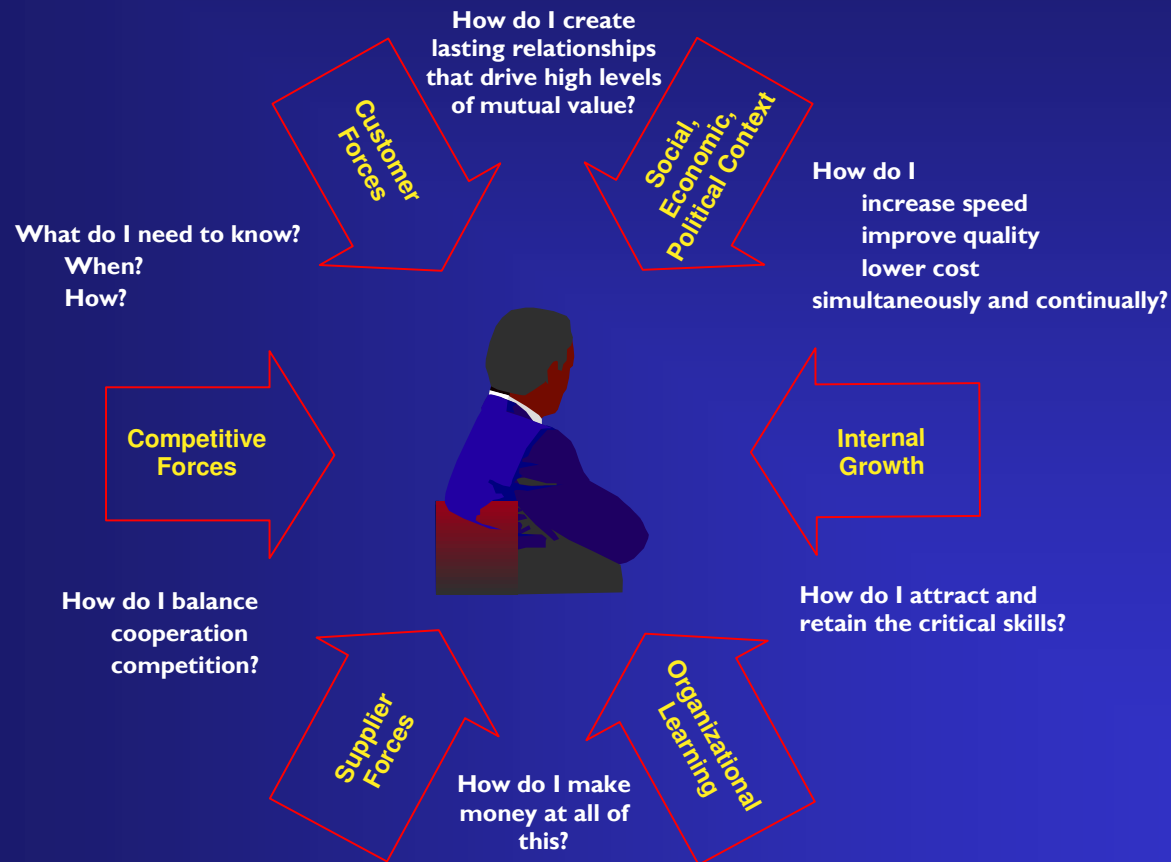 How do I create
lasting relationships
that drive high levels
of mutual value?
Customer
Forces
Social,
Economic,
Political Context
How do I
increase speed
improve quality
lower cost
simultaneously and continually?
What do I need to know?
When?
How?
Competitive
Forces
Internal
Growth
How do I balance
cooperation
competition?
How do I attract and
retain the critical skills?
Supplier
Forces
Organizational
Learning
How do I make
money at all of
this?